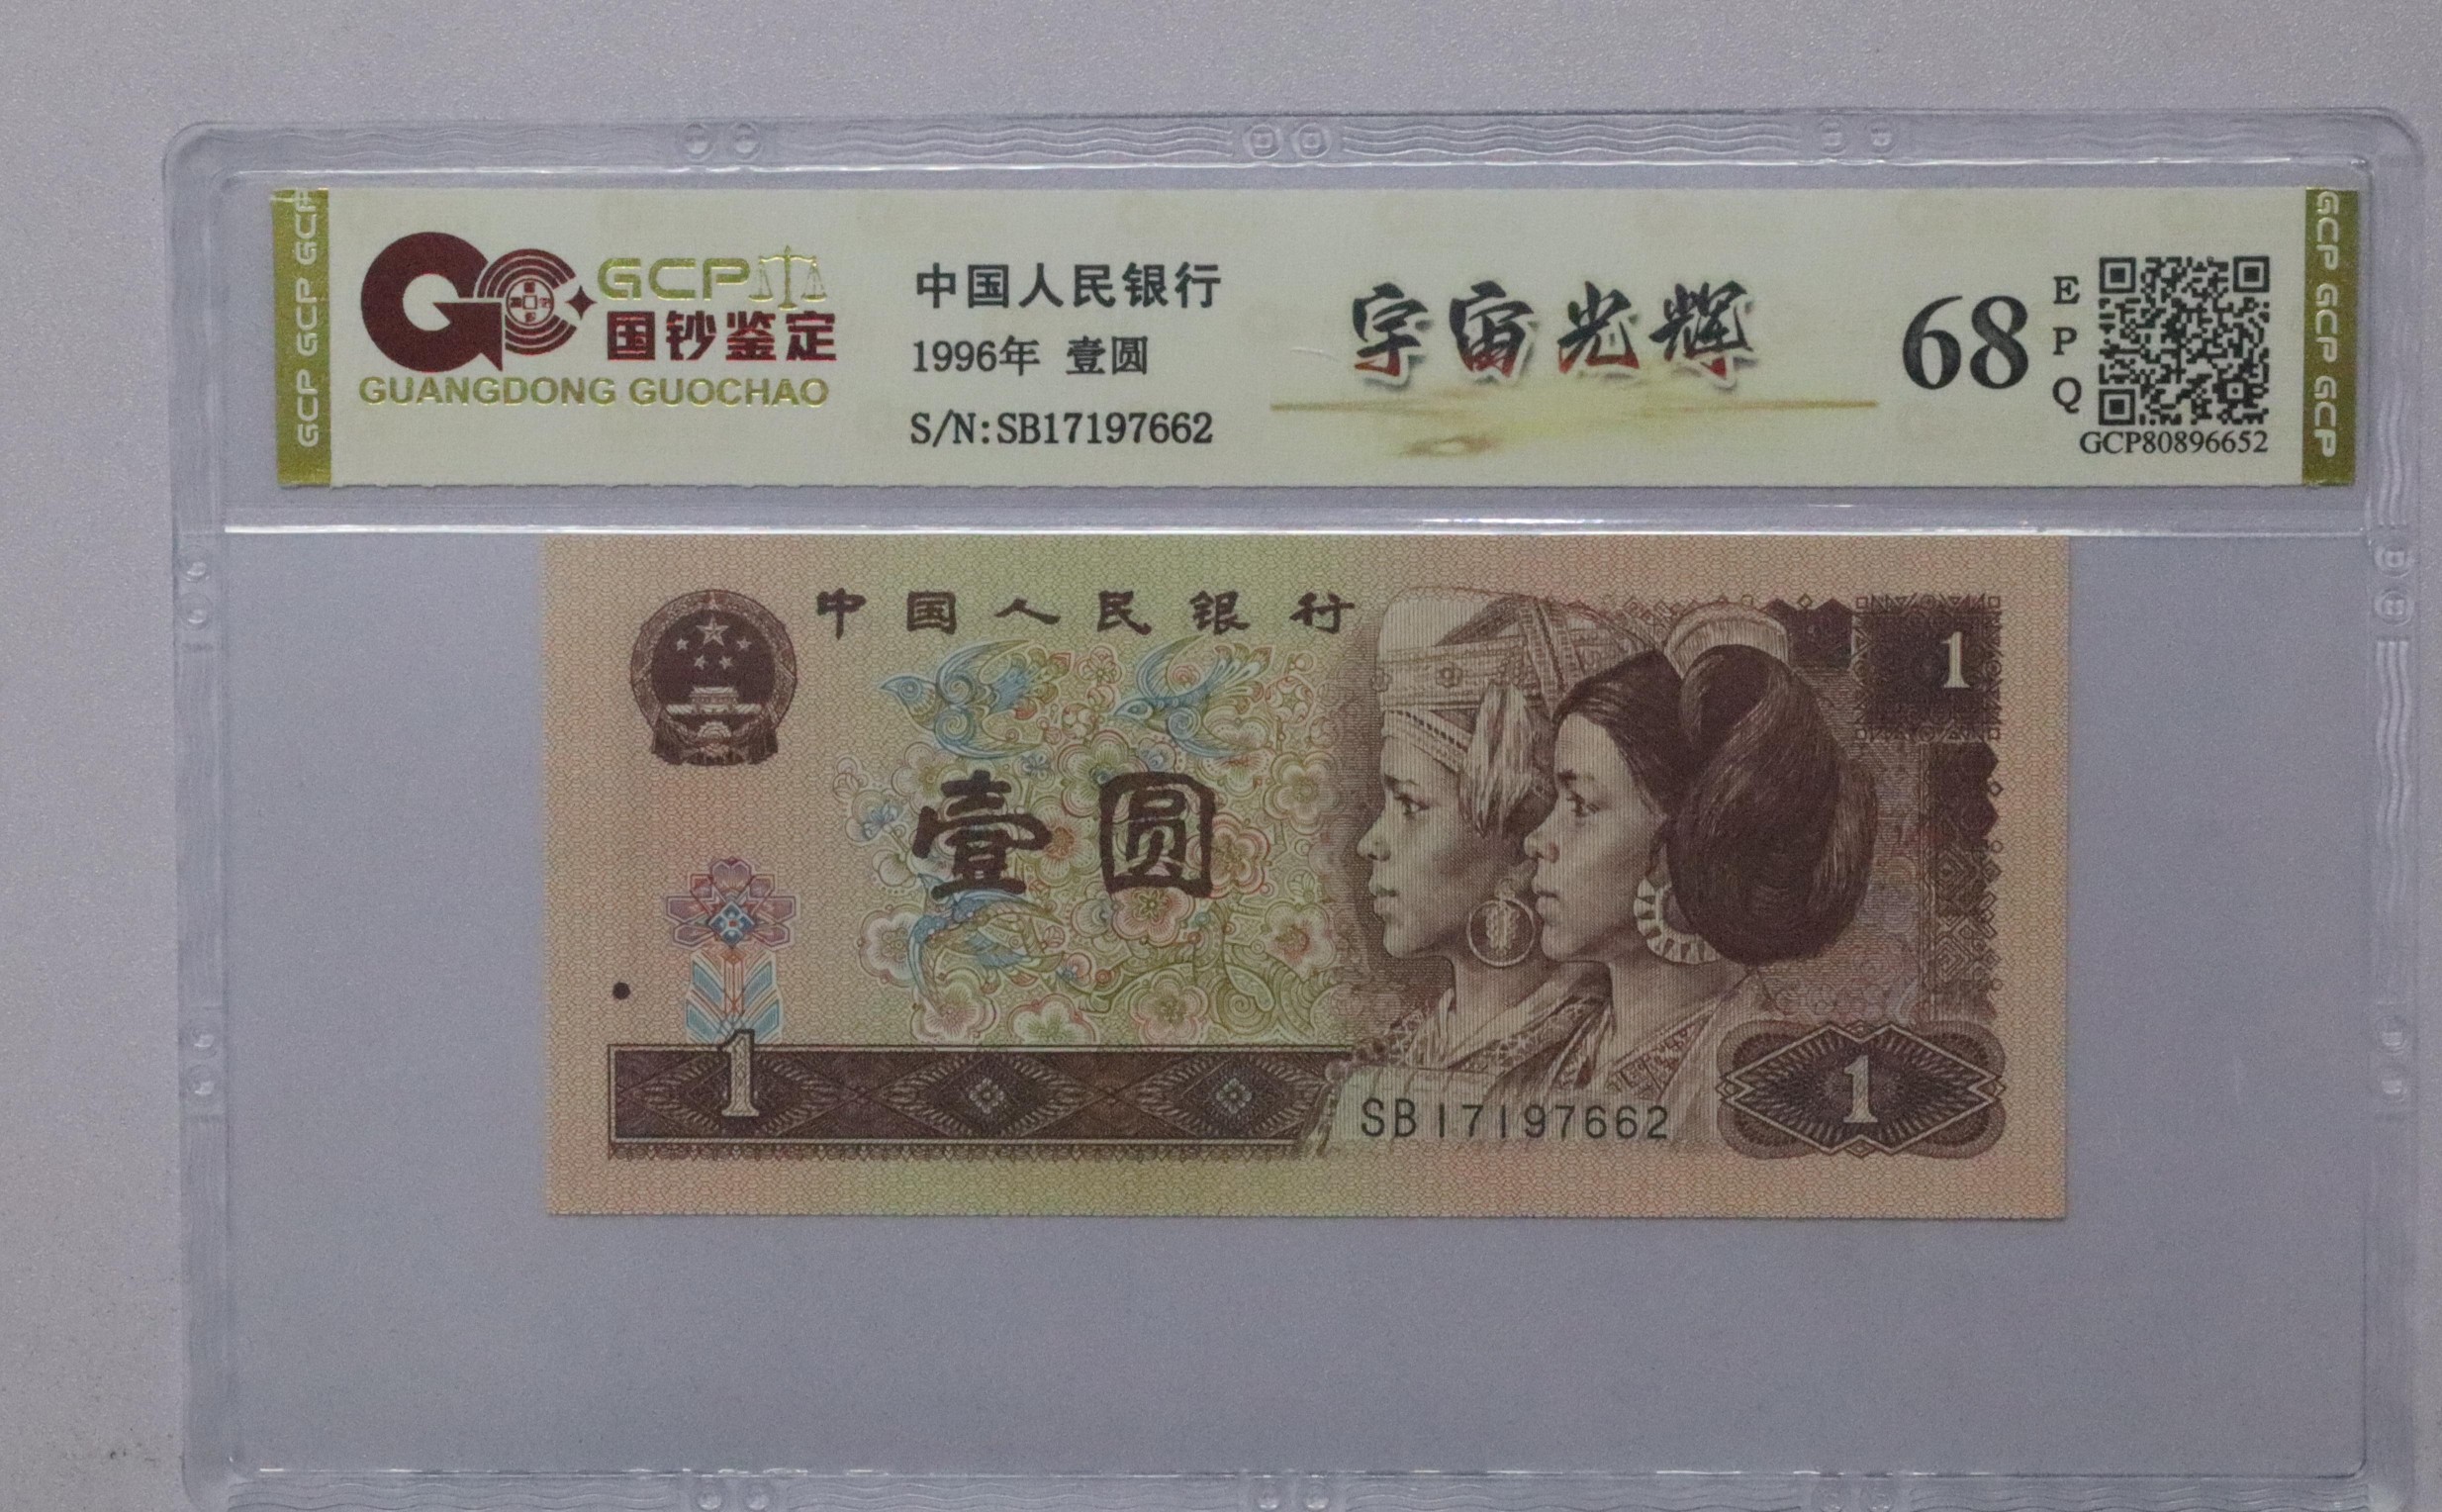 GCP GCP GCP
GCP
国钞鉴定
GUANGDONG GUOCHAO
中国人民银行
1996年 壹圆
S/N:SB17197662
宇宙光辉
68
E
P
Q
GCP80896652
GCP GCP GCP
中国人民银行
1
壹圆
1
SB17197662
1